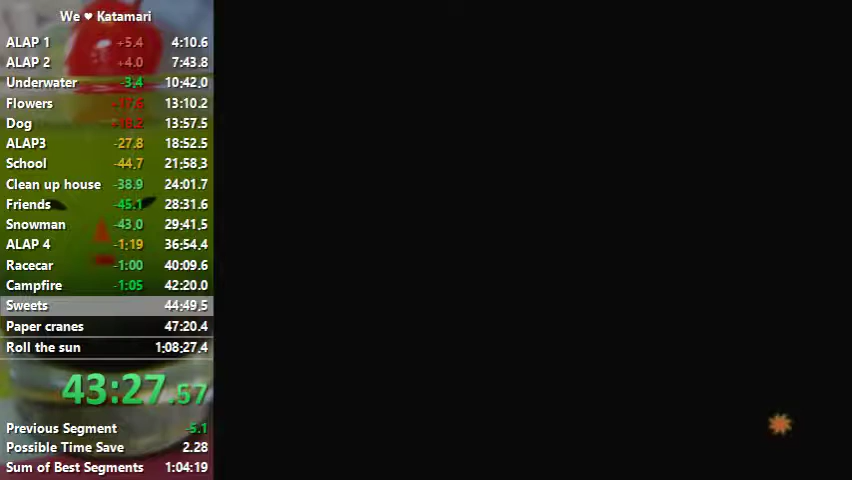 We ♥ Katamari
ALAP 1 +5.4 4:10.6
ALAP 2 +4.0 7:43.8
Underwater -3.4 10:42.0
Flowers +17.6 13:10.2
Dog +18.2 13:57.5
ALAP3 -27.8 18:52.5
School -44.7 21:58.3
Clean up house -38.9 24:01.7
Friends -45.1 28:31.6
Snowman -43.0 29:41.5
ALAP 4 -1:19 36:54.4
Racecar -1:00 40:09.6
Campfire -1:05 42:20.0
Sweets 44:49.5
Paper cranes 47:20.4
Roll the sun 1:08:27.4
43:27.57
Previous Segment -5.1
Possible Time Save 2.28
Sum of Best Segments 1:04:19